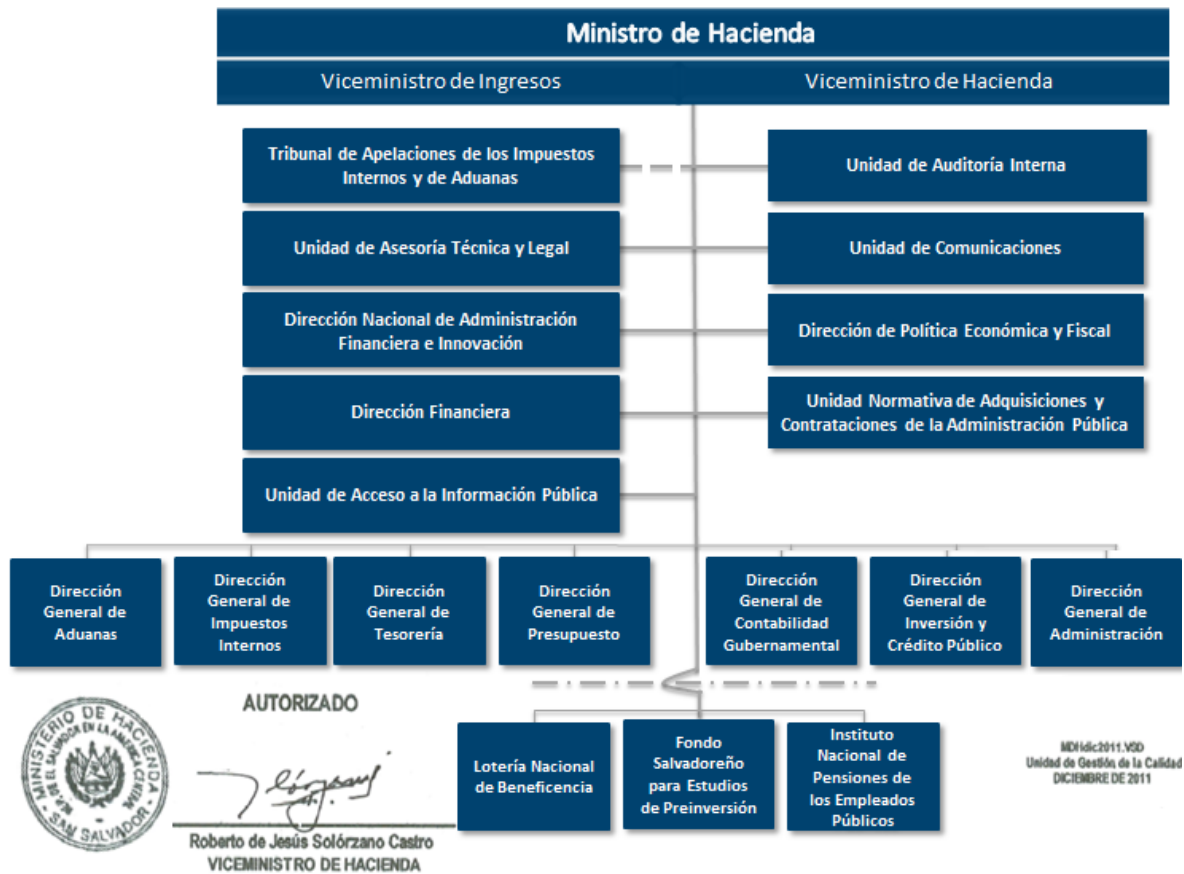 Ministro de Hacienda
Viceministro de Ingresos
Viceministro de Hacienda
Tribunal de Apelaciones de los Impuestos
Internos y de Aduanas
Unidad de Auditoría Interna
Unidad de Asesoría Técnica y Legal
Unidad de Comunicaciones
Dirección Nacional de Administración
Financiera e Innovación
Dirección de Política Económica y Fiscal
Dirección Financiera
Unidad Normativa de Adquisiciones y
Contrataciones de la Administración Pública
Unidad de Acceso a la Información Pública
Dirección
General de
Aduanas
Dirección
General de
Impuestos
Internos
Dirección
General de
Tesorería
Dirección
General de
Presupuesto
Dirección
General de
Contabilidad
Gubernamental
Dirección
General de
Inversión y
Crédito Público
Dirección
General de
Administración
MINISTERIO DE HACIENDA
SAN SALVADOR
AUTORIZADO
Roberto de Jesús Solórzano Castro
VICEMINISTRO DE HACIENDA
Lotería Nacional
de Beneficencia
Fondo
Salvadoreño
para Estudios
de Preinversión
Instituto
Nacional de
Pensiones de
los Empleados
Públicos
Unidad de Gestión de la Calidad
DICIEMBRE DE 2011